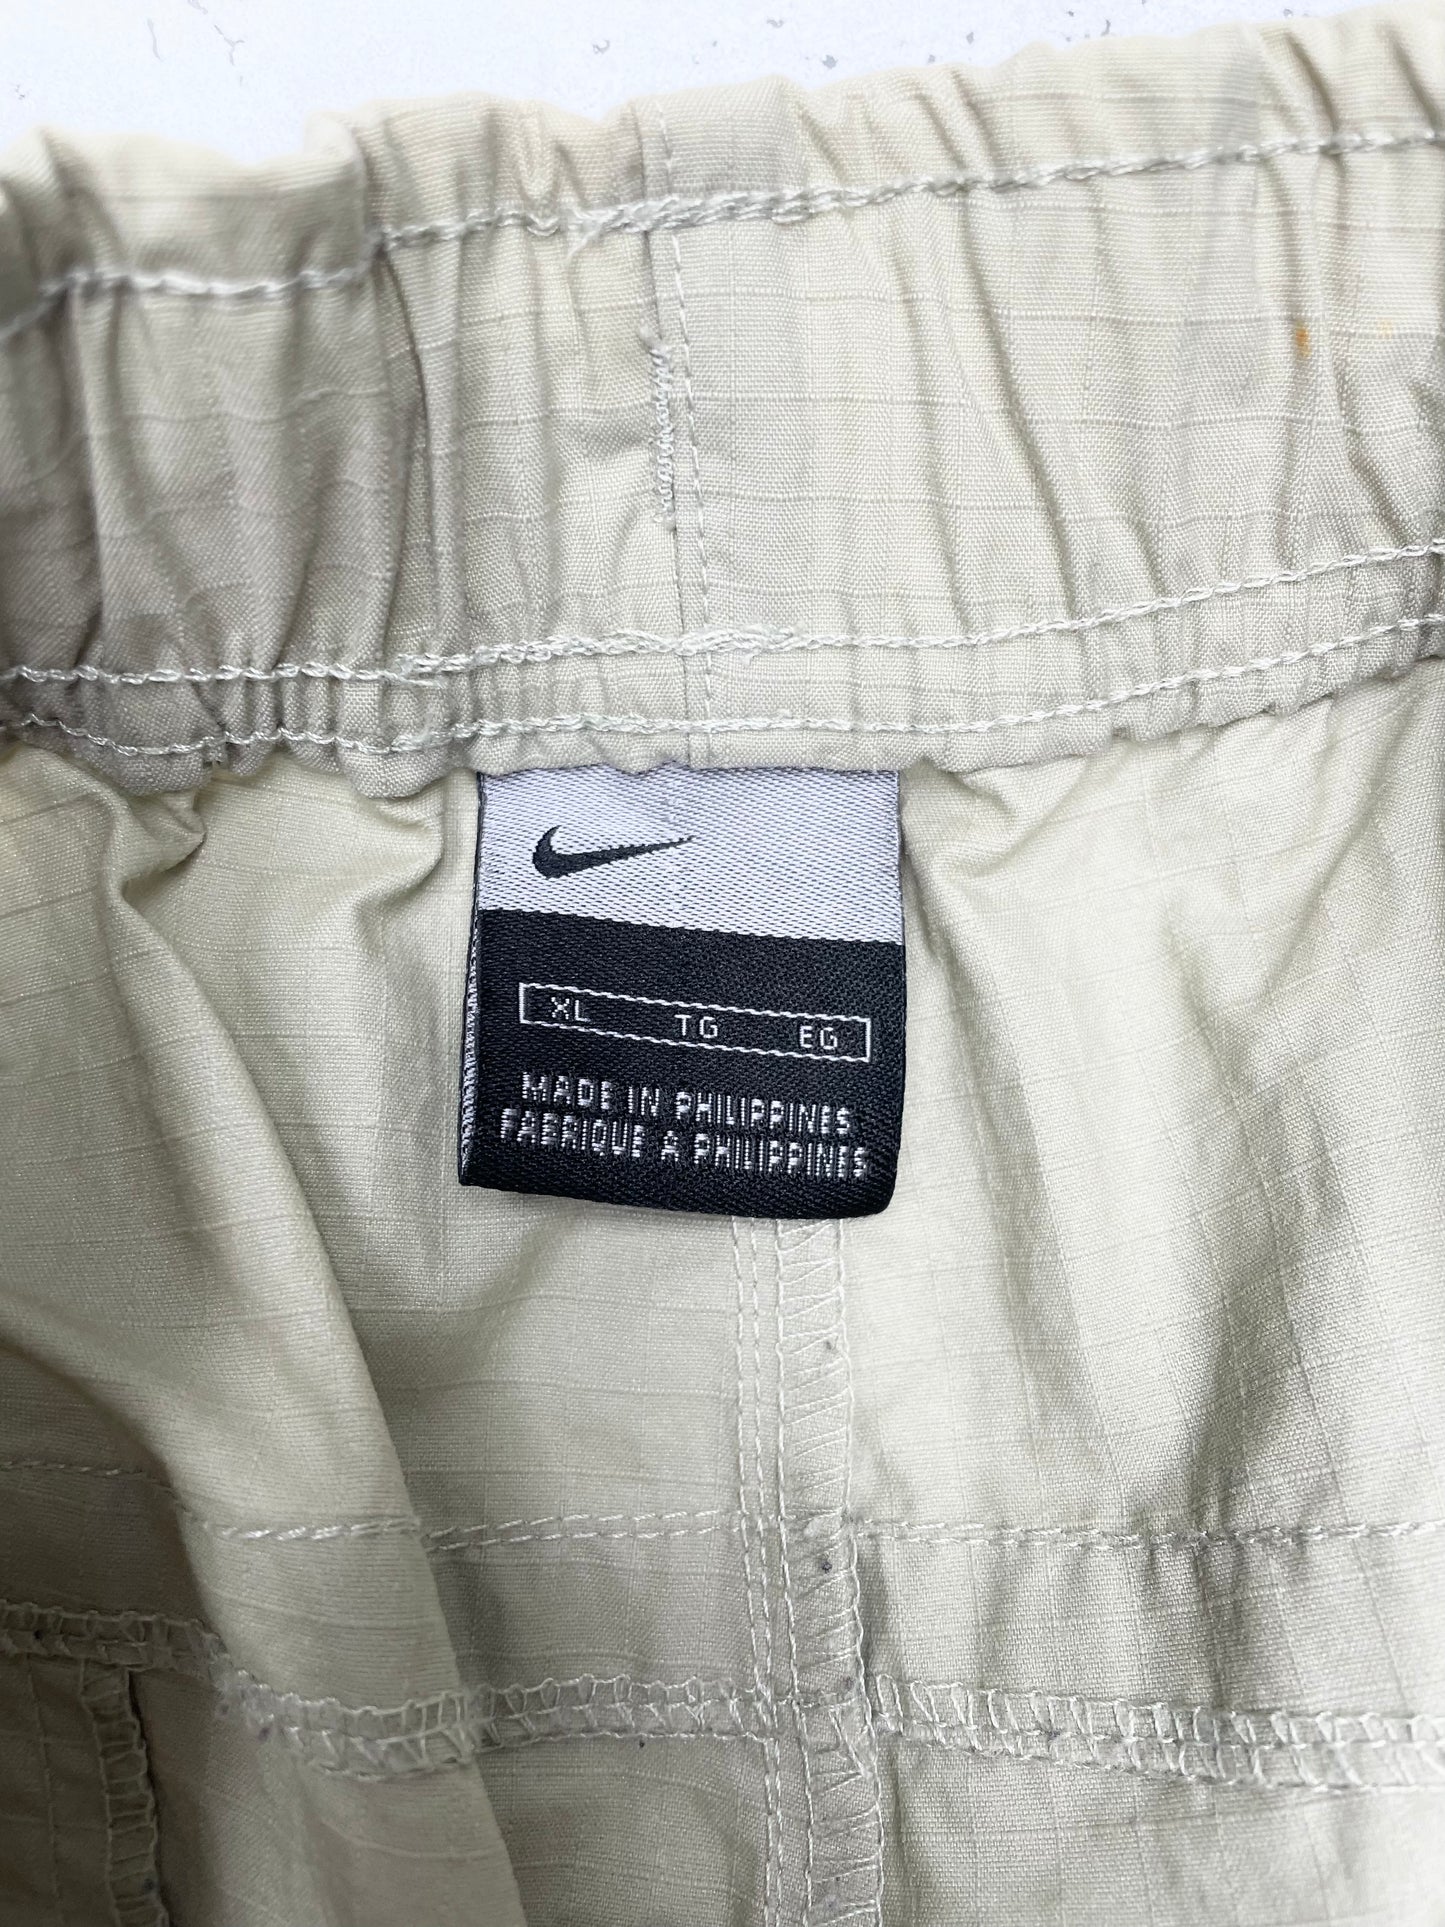 XL TG EG
MADE IN PHILIPPINES
FABRIQUE A PHILIPPINES